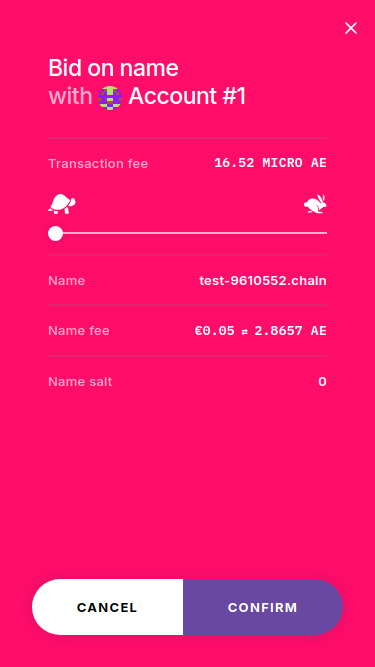 Bid on name
with Account #1
Transaction fee 16.52 MICRO AE
Name test-9610552.chain
Name fee €0.05 ⇄ 2.8657 AE
Name salt 0
CANCEL CONFIRM